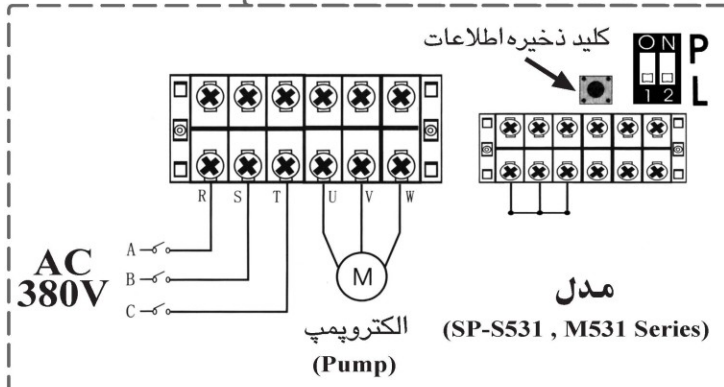 کلید ذخیره اطلاعات
ON
1 2
P
L
R S T U V W
A
B
C
AC
380V
M
الکتروپمپ
(Pump)
مدل
(SP-S531 , M531 Series)